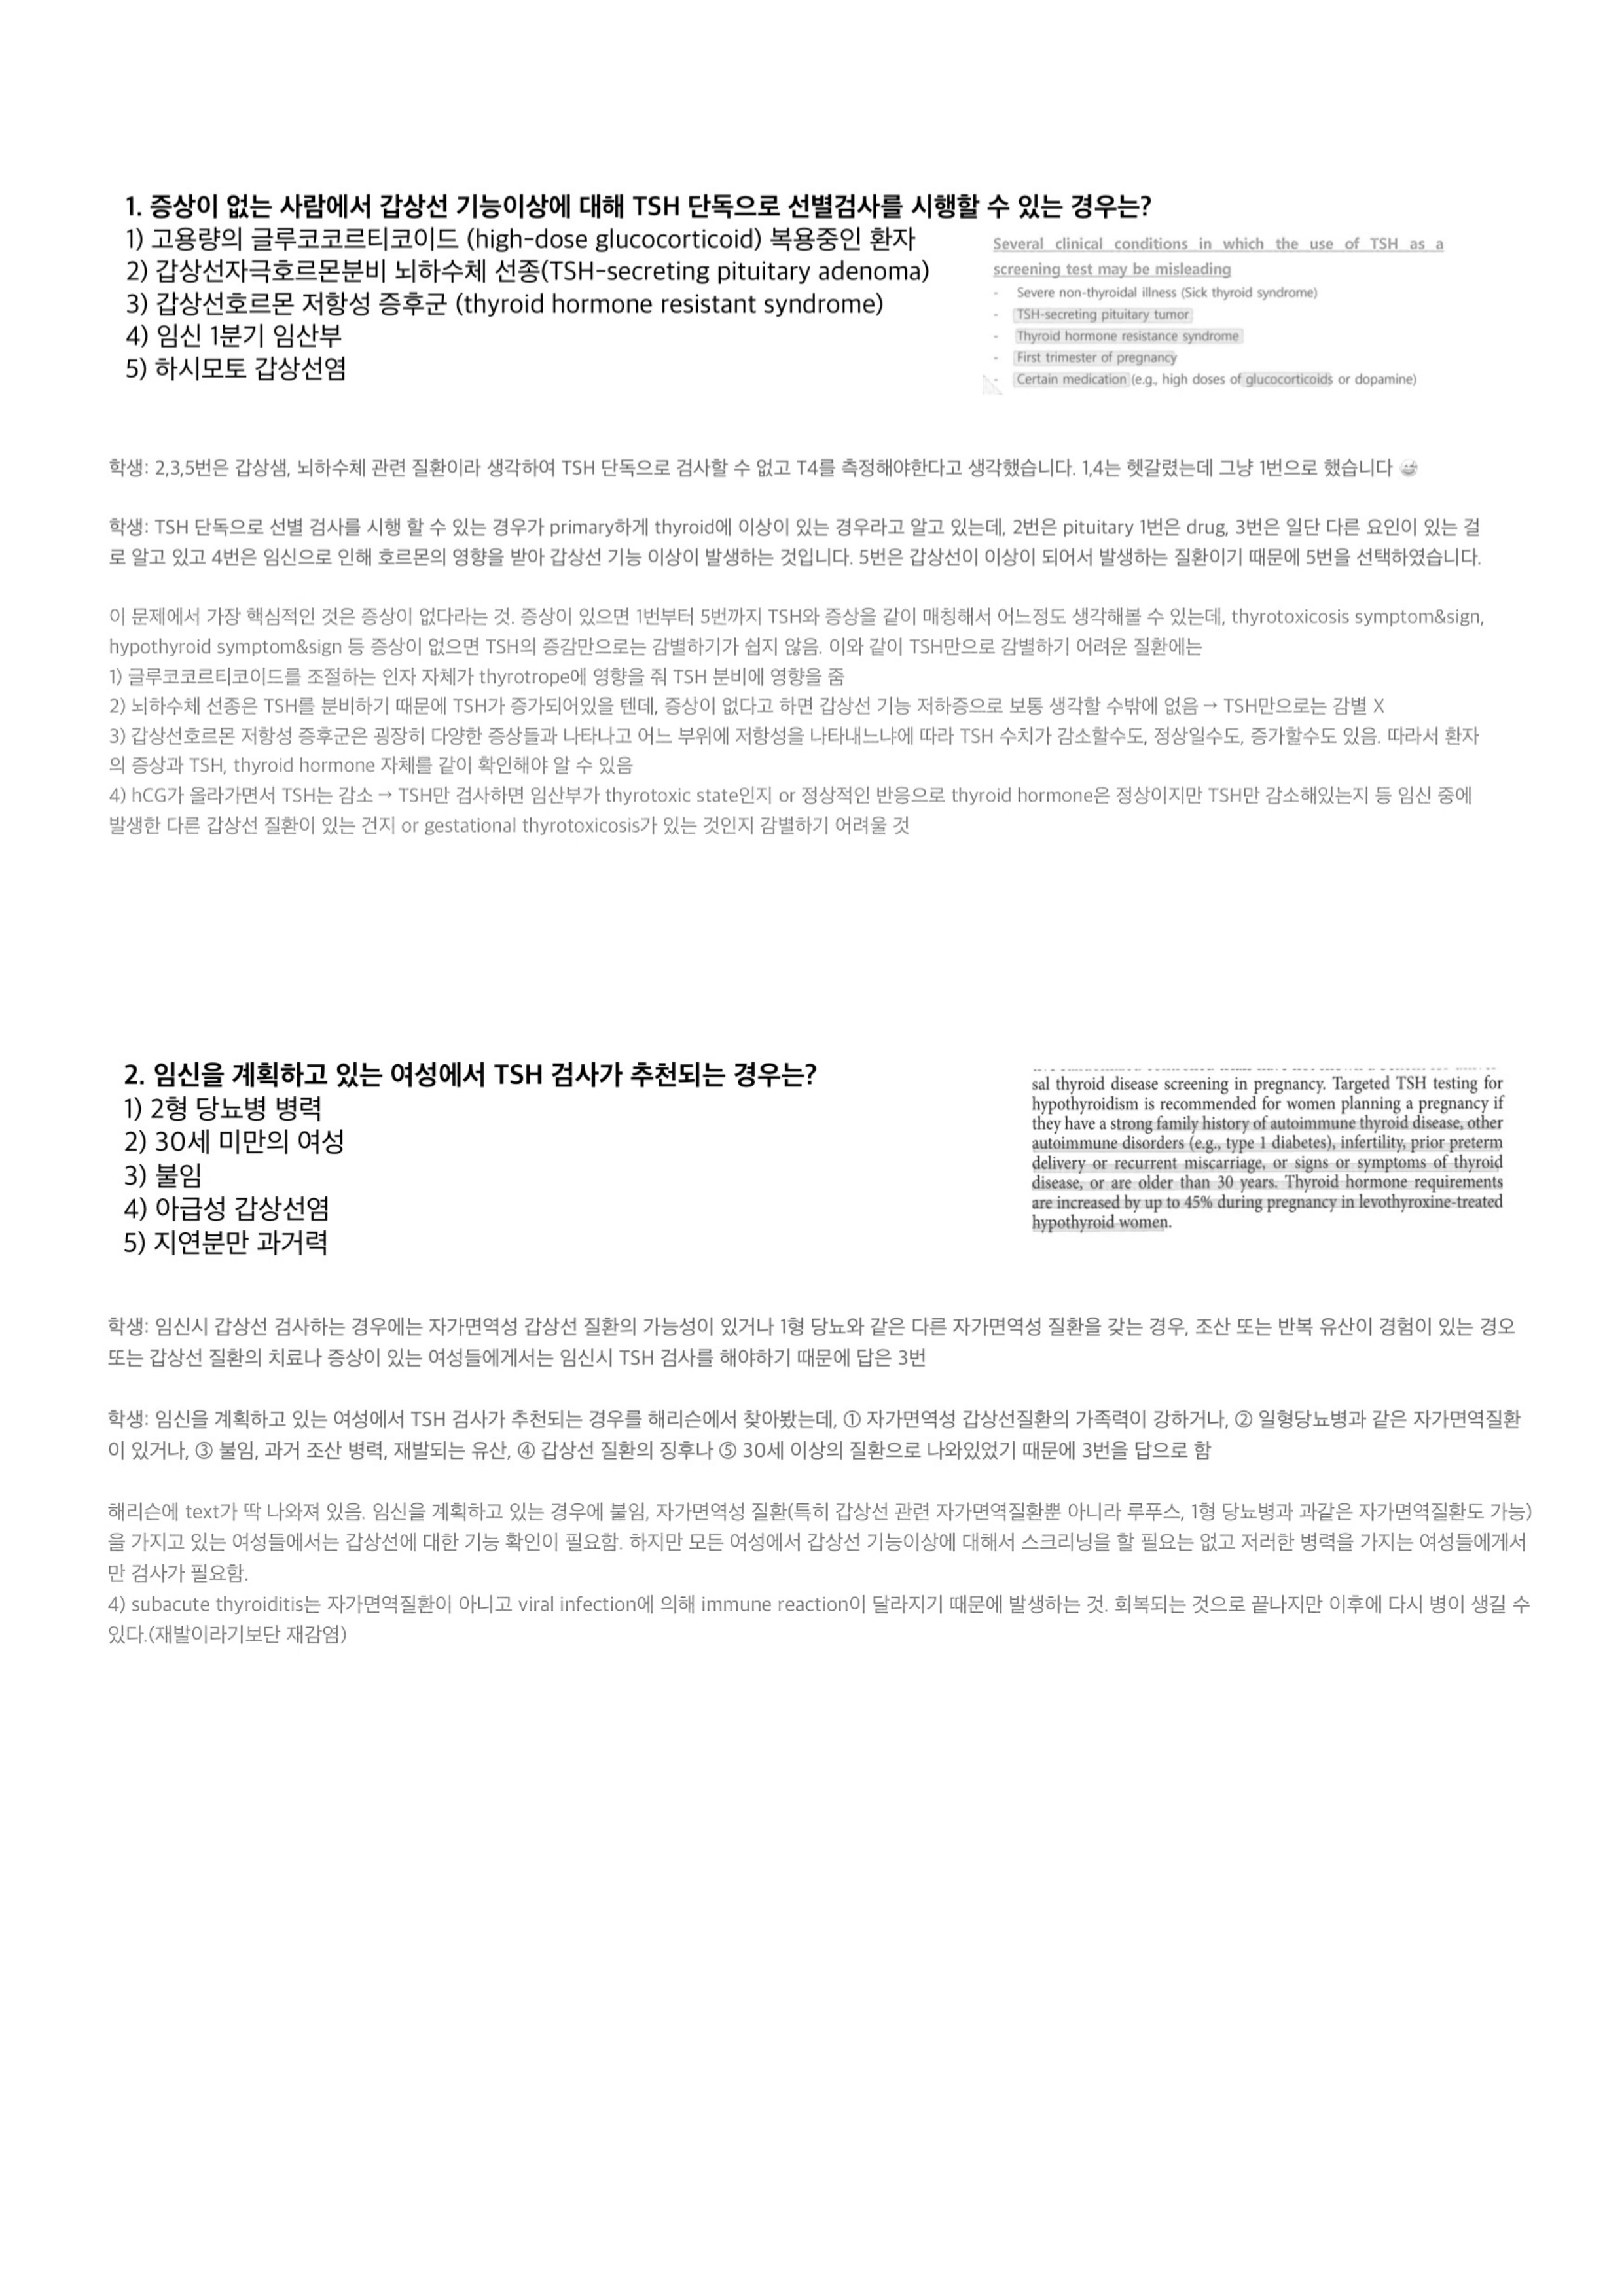 1. 증상이 없는 사람에서 갑상선 기능이상에 대해 TSH 단독으로 선별검사를 시행할 수 있는 경우는?
1) 고용량의 글루코코르티코이드 (high-dose glucocorticoid) 복용중인 환자
2) 갑상선자극호르몬분비 뇌하수체 선종(TSH-secreting pituitary adenoma)
3) 갑상선호르몬 저항성 증후군 (thyroid hormone resistant syndrome)
4) 임신 1분기 임산부
5) 하시모토 갑상선염
Several clinical conditions in which the use of TSH as a
screening test may be misleading
- Severe non-thyroidal illness (Sick thyroid syndrome)
- TSH-secreting pituitary tumor
- Thyroid hormone resistance syndrome
- First trimester of pregnancy
- Certain medication (e.g., high doses of glucocorticoids or dopamine)
학생: 2,3,5번은 갑상샘, 뇌하수체 관련 질환이라 생각하여 TSH 단독으로 검사할 수 없고 T4를 측정해야한다고 생각했습니다. 1,4는 헷갈렸는데 그냥 1번으로 했습니다 😅
학생: TSH 단독으로 선별 검사를 시행 할 수 있는 경우가 primary하게 thyroid에 이상이 있는 경우라고 알고 있는데, 2번은 pituitary 1번은 drug, 3번은 일단 다른 요인이 있는 걸
로 알고 있고 4번은 임신으로 인해 호르몬의 영향을 받아 갑상선 기능 이상이 발생하는 것입니다. 5번은 갑상선이 이상이 되어서 발생하는 질환이기 때문에 5번을 선택하였습니다.
이 문제에서 가장 핵심적인 것은 증상이 없다라는 것. 증상이 있으면 1번부터 5번까지 TSH와 증상을 같이 매칭해서 어느정도 생각해볼 수 있는데, thyrotoxicosis symptom&sign,
hypothyroid symptom&sign 등 증상이 없으면 TSH의 증감만으로는 감별하기가 쉽지 않음. 이와 같이 TSH만으로 감별하기 어려운 질환에는
1) 글루코코르티코이드를 조절하는 인자 자체가 thyrotrope에 영향을 줘 TSH 분비에 영향을 줌
2) 뇌하수체 선종은 TSH를 분비하기 때문에 TSH가 증가되어있을 텐데, 증상이 없다고 하면 갑상선 기능 저하증으로 보통 생각할 수밖에 없음 → TSH만으로는 감별 X
3) 갑상선호르몬 저항성 증후군은 굉장히 다양한 증상들과 나타나고 어느 부위에 저항성을 나타내느냐에 따라 TSH 수치가 감소할수도, 정상일수도, 증가할수도 있음. 따라서 환자
의 증상과 TSH, thyroid hormone 자체를 같이 확인해야 알 수 있음
4) hCG가 올라가면서 TSH는 감소 → TSH만 검사하면 임산부가 thyrotoxic state인지 or 정상적인 반응으로 thyroid hormone은 정상이지만 TSH만 감소해있는지 등 임신 중에
발생한 다른 갑상선 질환이 있는 건지 or gestational thyrotoxicosis가 있는 것인지 감별하기 어려울 것
2. 임신을 계획하고 있는 여성에서 TSH 검사가 추천되는 경우는?
1) 2형 당뇨병 병력
2) 30세 미만의 여성
3) 불임
4) 아급성 갑상선염
5) 지연분만 과거력
sal thyroid disease screening in pregnancy. Targeted TSH testing for
hypothyroidism is recommended for women planning a pregnancy if
they have a strong family history of autoimmune thyroid disease, other
autoimmune disorders (e.g., type 1 diabetes), infertility, prior preterm
delivery or recurrent miscarriage, or signs or symptoms of thyroid
disease, or are older than 30 years. Thyroid hormone requirements
are increased by up to 45% during pregnancy in levothyroxine-treated
hypothyroid women.
학생: 임신시 갑상선 검사하는 경우에는 자가면역성 갑상선 질환의 가능성이 있거나 1형 당뇨와 같은 다른 자가면역성 질환을 갖는 경우, 조산 또는 반복 유산이 경험이 있는 경오
또는 갑상선 질환의 치료나 증상이 있는 여성들에게서는 임신시 TSH 검사를 해야하기 때문에 답은 3번
학생: 임신을 계획하고 있는 여성에서 TSH 검사가 추천되는 경우를 해리슨에서 찾아봤는데, ① 자가면역성 갑상선질환의 가족력이 강하거나, ② 일형당뇨병과 같은 자가면역질환
이 있거나, ③ 불임, 과거 조산 병력, 재발되는 유산, ④ 갑상선 질환의 징후나 ⑤ 30세 이상의 질환으로 나와있었기 때문에 3번을 답으로 함
해리슨에 text가 딱 나와져 있음. 임신을 계획하고 있는 경우에 불임, 자가면역성 질환(특히 갑상선 관련 자가면역질환뿐 아니라 루푸스, 1형 당뇨병과 과같은 자가면역질환도 가능)
을 가지고 있는 여성들에서는 갑상선에 대한 기능 확인이 필요함. 하지만 모든 여성에서 갑상선 기능이상에 대해서 스크리닝을 할 필요는 없고 저러한 병력을 가지는 여성들에게서
만 검사가 필요함.
4) subacute thyroiditis는 자가면역질환이 아니고 viral infection에 의해 immune reaction이 달라지기 때문에 발생하는 것. 회복되는 것으로 끝나지만 이후에 다시 병이 생길 수
있다.(재발이라기보단 재감염)